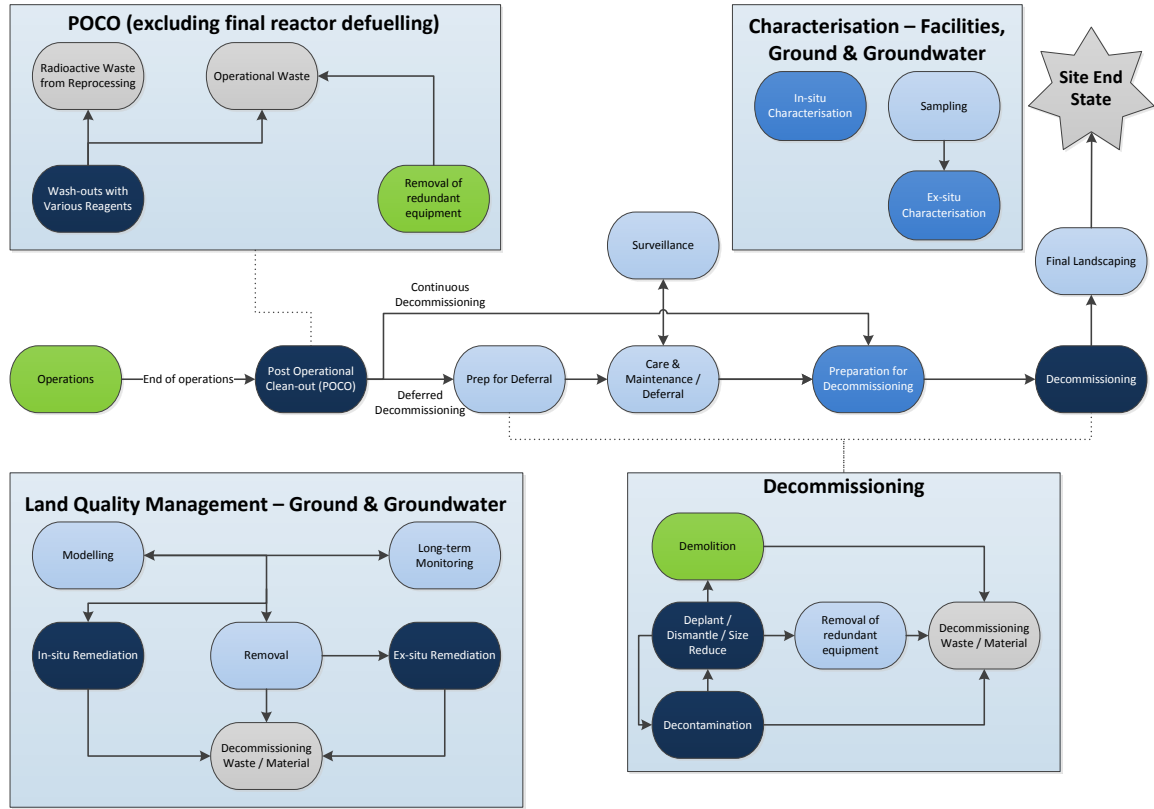 POCO (excluding final reactor defuelling)
Radioactive Waste
from Reprocessing
Operational Waste
Wash-outs with
Various Reagents
Removal of
redundant
equipment
Characterisation – Facilities,
Ground & Groundwater
In-situ
Characterisation
Sampling
Ex-situ
Characterisation
Site End
State
Surveillance
Final Landscaping
Continuous
Decommissioning
Operations
End of operations
Post Operational
Clean-out (POCO)
Deferred
Decommissioning
Prep for Deferral
Care &
Maintenance /
Deferral
Preparation for
Decommissioning
Decommissioning
Land Quality Management – Ground & Groundwater
Modelling
Long-term
Monitoring
In-situ Remediation
Removal
Ex-situ Remediation
Decommissioning
Waste / Material
Decommissioning
Demolition
Deplant /
Dismantle / Size
Reduce
Removal of
redundant
equipment
Decommissioning
Waste / Material
Decontamination